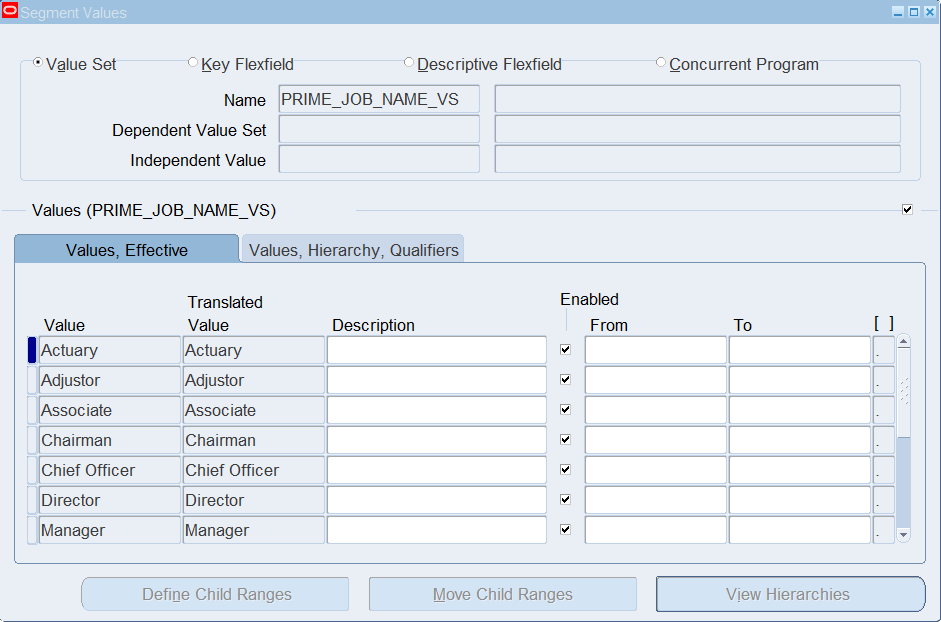 Segment Values
Value Set Key Flexfield Descriptive Flexfield Concurrent Program
Name PRIME_JOB_NAME_VS
Dependent Value Set
Independent Value
Values (PRIME_JOB_NAME_VS)
Values, Effective Values, Hierarchy, Qualifiers
Translated Enabled
Value Value Description From To [ ]
Actuary Actuary .
Adjustor Adjustor .
Associate Associate .
Chairman Chairman .
Chief Officer Chief Officer .
Director Director .
Manager Manager .
Define Child Ranges Move Child Ranges View Hierarchies